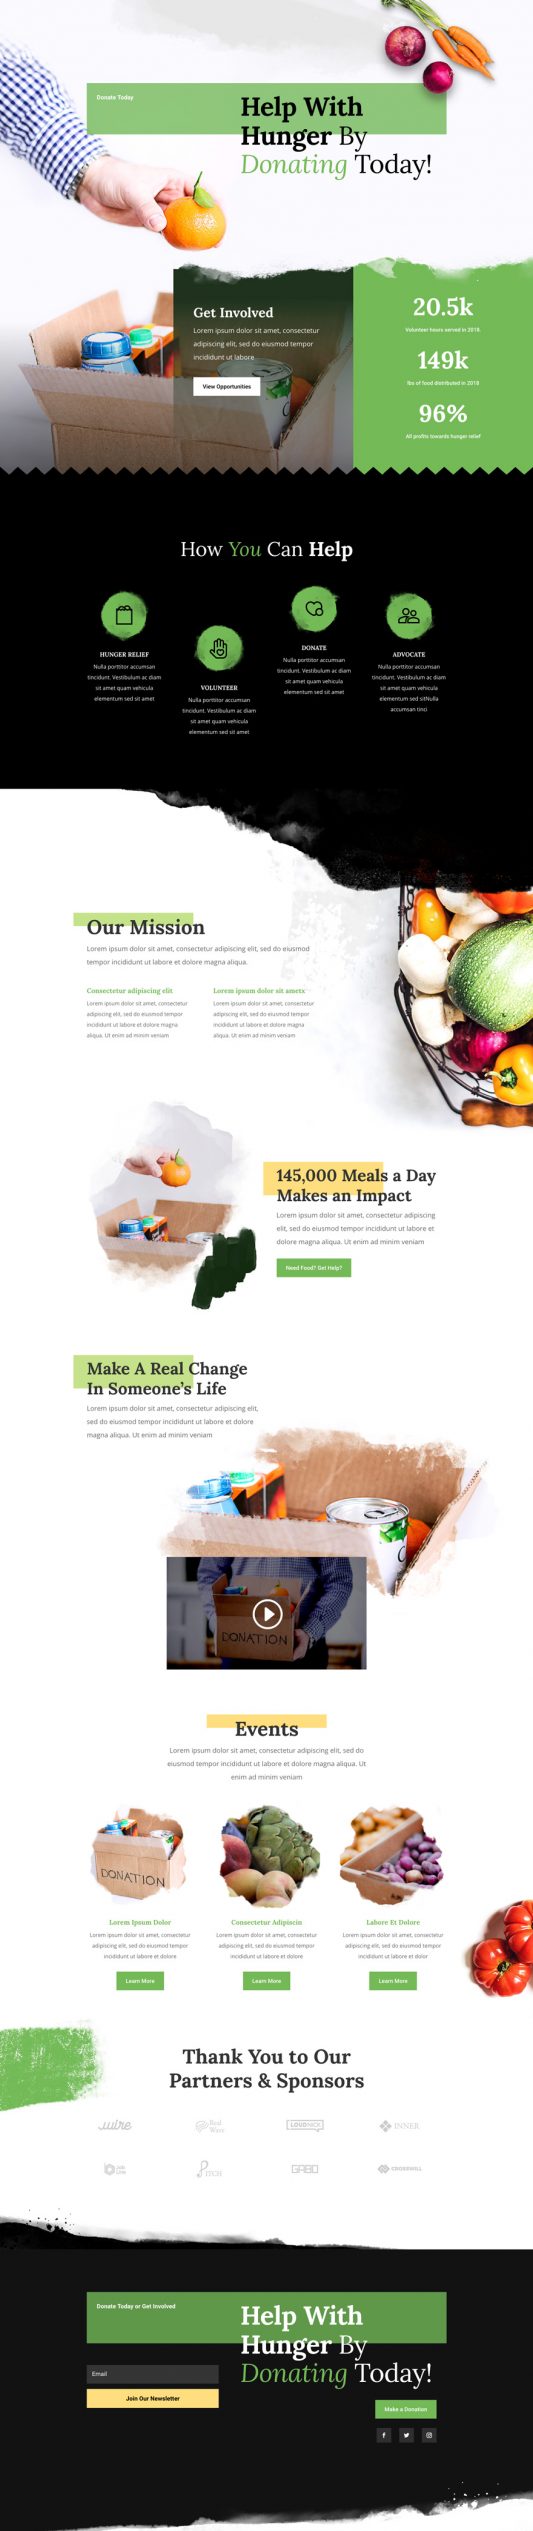 Donate Today
Help With
Hunger By
Donating Today!
Get Involved
Lorem ipsum dolor sit amet, consectetur
adipiscing elit, sed do eiusmod tempor
incididunt ut labore
View Opportunities
20.5k
Volunteer hours served in 2018.
149k
lbs of food distributed in 2018
96%
All profits towards hunger relief
How You Can Help
HUNGER RELIEF
Nulla porttitor accumsan
tincidunt. Vestibulum ac diam
sit amet quam vehicula
elementum sed sit amet
VOLUNTEER
Nulla porttitor accumsan
tincidunt. Vestibulum ac diam
sit amet quam vehicula
elementum sed sit amet
DONATE
Nulla porttitor accumsan
tincidunt. Vestibulum ac diam
sit amet quam vehicula
elementum sed sit amet
ADVOCATE
Nulla porttitor accumsan
tincidunt. Vestibulum ac diam
sit amet quam vehicula
elementum sed sitNulla
accumsan tinci
Our Mission
Lorem ipsum dolor sit amet, consectetur adipiscing elit, sed do eiusmod
tempor incididunt ut labore et dolore magna aliqua.
Consectetur adipiscing elit
Lorem ipsum dolor sit amet, consectetur
adipiscing elit, sed do eiusmod tempor
incididunt ut labore et dolore magna
aliqua. Ut enim ad minim veniam
Lorem ipsum dolor sit ametx
Lorem ipsum dolor sit amet, consectetur
adipiscing elit, sed do eiusmod tempor
incididunt ut labore et dolore magna
aliqua. Ut enim ad minim veniam
145,000 Meals a Day
Makes an Impact
Lorem ipsum dolor sit amet, consectetur adipiscing
elit, sed do eiusmod tempor incididunt ut labore et
dolore magna aliqua. Ut enim ad minim veniam
Need Food? Get Help?
Make A Real Change
In Someone's Life
Lorem ipsum dolor sit amet, consectetur adipiscing elit,
sed do eiusmod tempor incididunt ut labore et dolore
magna aliqua. Ut enim ad minim veniam
DONATION
Events
Lorem ipsum dolor sit amet, consectetur adipiscing elit, sed do
eiusmod tempor incididunt ut labore et dolore magna aliqua. Ut
enim ad minim veniam
DONATION
Lorem Ipsum Dolor
Lorem ipsum dolor sit amet, consectetur
adipiscing elit, sed do eiusmod tempor
incididunt ut labore et dolore
Learn More
Consectetur Adipiscin
Lorem ipsum dolor sit amet, consectetur
adipiscing elit, sed do eiusmod tempor
incididunt ut labore et dolore
Learn More
Labore Et Dolore
Lorem ipsum dolor sit amet, consectetur
adipiscing elit, sed do eiusmod tempor
incididunt ut labore et dolor
Learn More
Thank You to Our
Partners & Sponsors
wire
Real
Wave
LOUDNICK
INNER
PITCH
CROSSWILL
Donate Today or Get Involved
Help With
Hunger By
Donating Today!
Email
Join Our Newsletter
Make a Donation